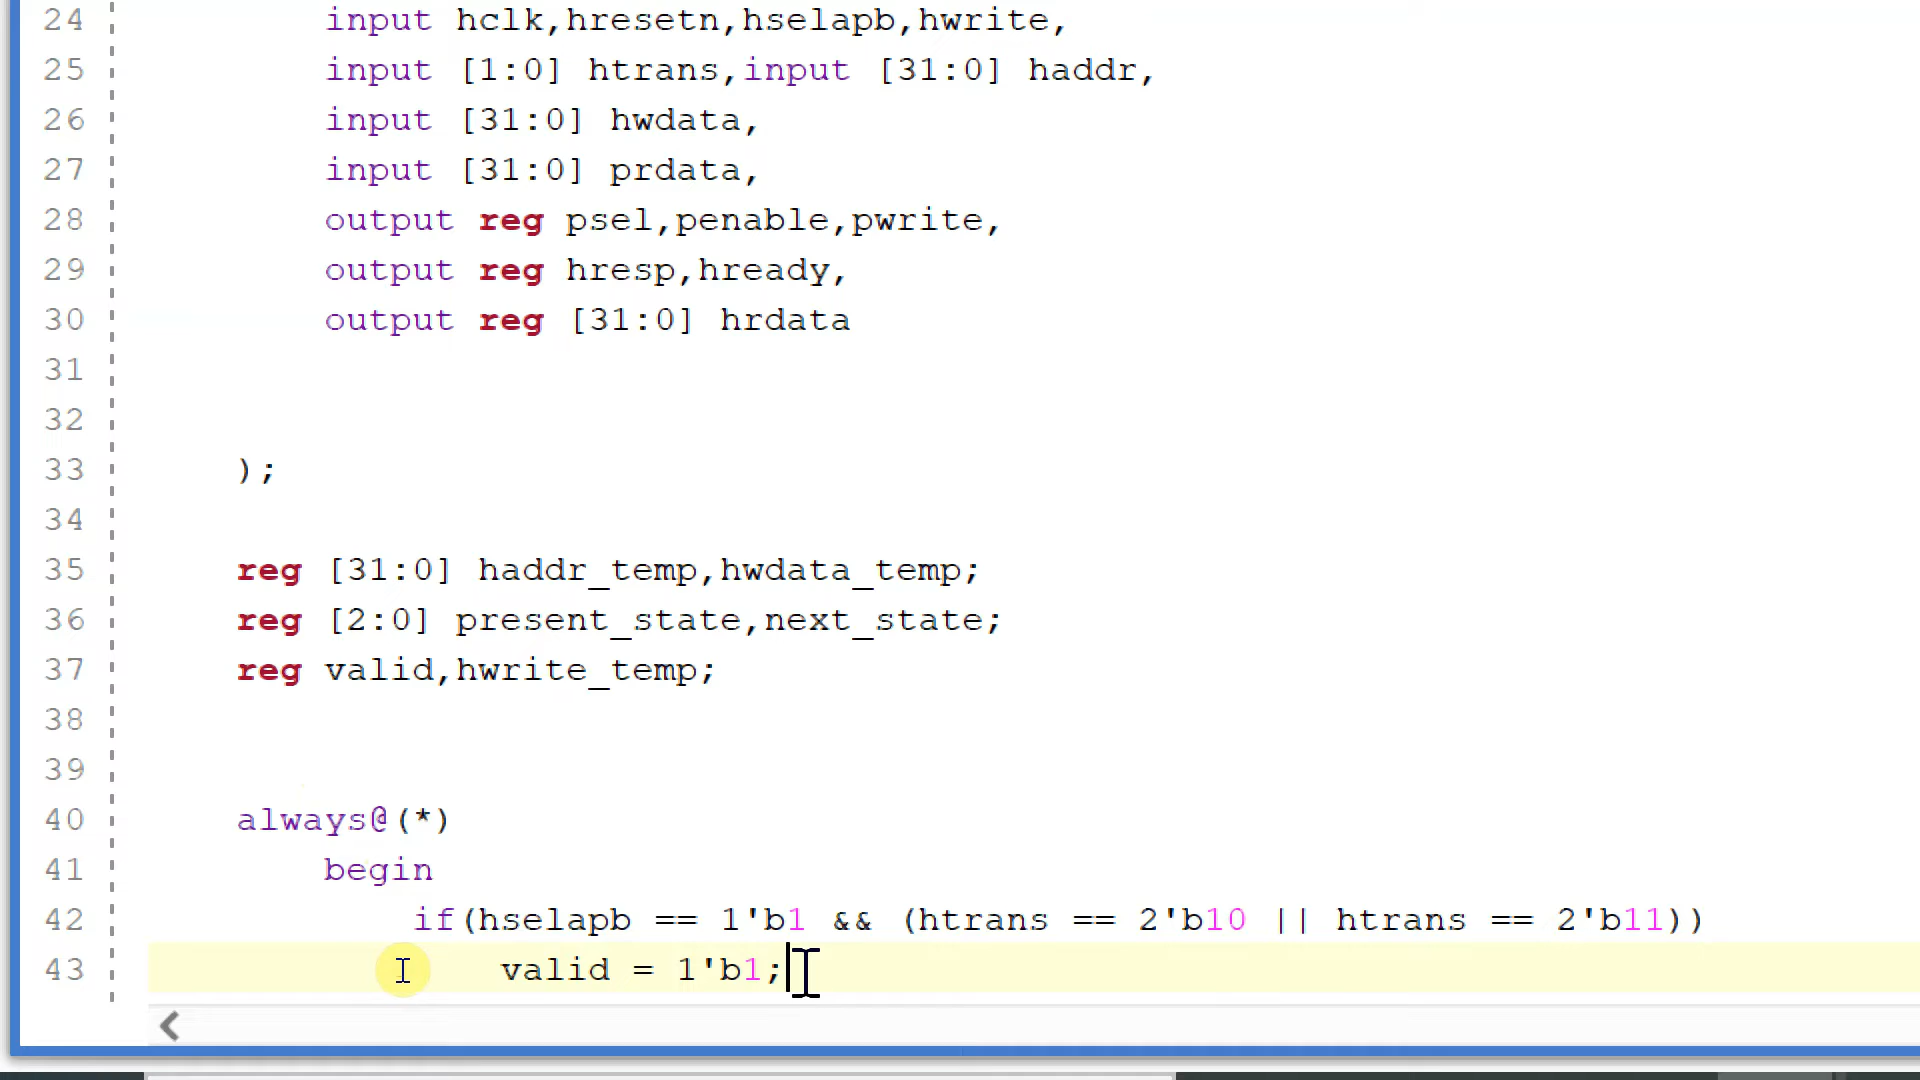 24 input hclk,hresetn,hselapb,hwrite,
25 input [1:0] htrans,input [31:0] haddr,
26 input [31:0] hwdata,
27 input [31:0] prdata,
28 output reg psel,penable,pwrite,
29 output reg hresp,hready,
30 output reg [31:0] hrdata
31
32
33 );
34
35 reg [31:0] haddr_temp,hwdata_temp;
36 reg [2:0] present_state,next_state;
37 reg valid,hwrite_temp;
38
39
40 always@(*)
41 begin
42 if(hselapb == 1'b1 && (htrans == 2'b10 || htrans == 2'b11))
43 valid = 1'b1;